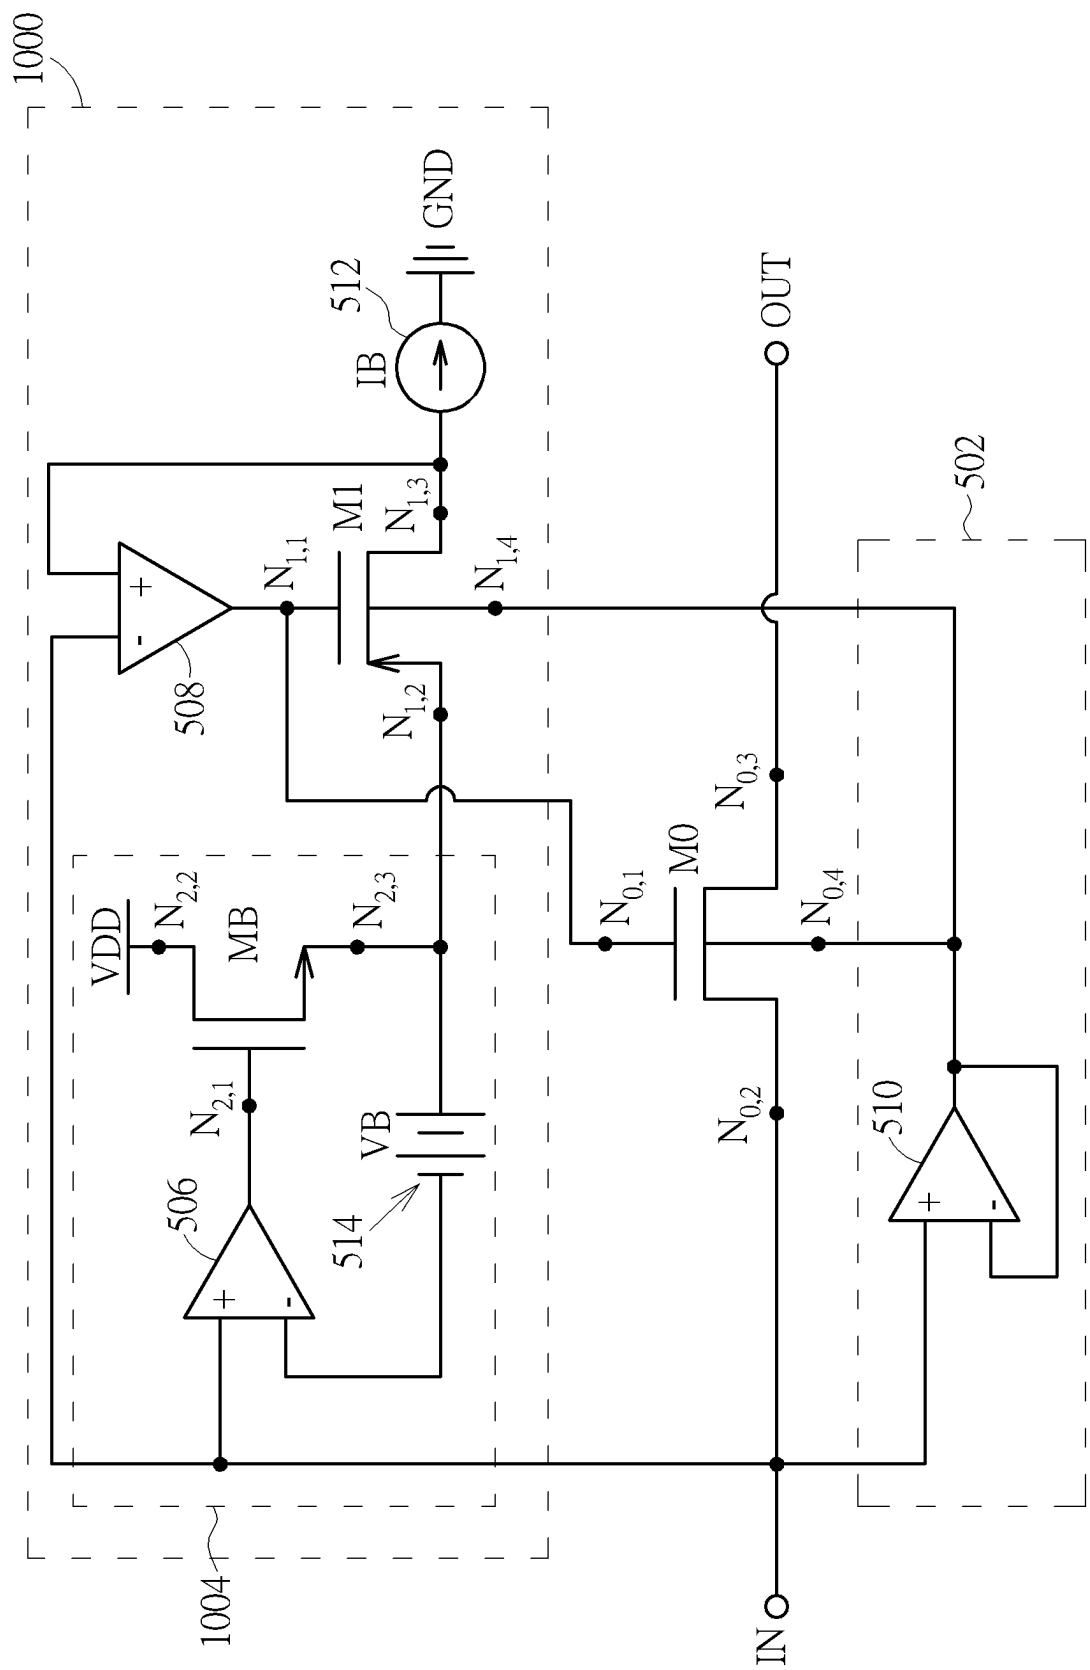 1000
1004
VDD
N2,2
MB
N2,1
N2,3
506
+
-
VB
514
508
+
-
N1,1
M1
N1,2
N1,3
N1,4
IB
512
GND
IN
N0,1
M0
N0,2
N0,3
N0,4
OUT
502
510
+
-